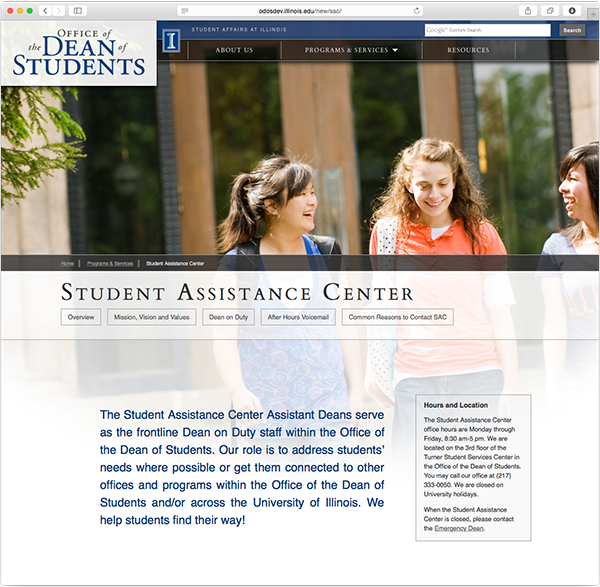 odosdev.illinois.edu/new/sac/
OFFICE of
the DEAN of
STUDENTS
I
STUDENT AFFAIRS AT ILLINOIS
Google™ Custom Search
Search
ABOUT US
PROGRAMS & SERVICES
RESOURCES
Home | Programs & Services | Student Assistance Center
STUDENT ASSISTANCE CENTER
Overview
Mission, Vision and Values
Dean on Duty
After Hours Voicemail
Common Reasons to Contact SAC
The Student Assistance Center Assistant Deans serve
as the frontline Dean on Duty staff within the Office of
the Dean of Students. Our role is to address students'
needs where possible or get them connected to other
offices and programs within the Office of the Dean of
Students and/or across the University of Illinois. We
help students find their way!
Hours and Location
The Student Assistance Center
office hours are Monday through
Friday, 8:30 am-5 pm. We are
located on the 3rd floor of the
Turner Student Services Center in
the Office of the Dean of Students.
You may call our office at (217)
333-0050. We are closed on
University holidays.
When the Student Assistance
Center is closed, please contact
the Emergency Dean.